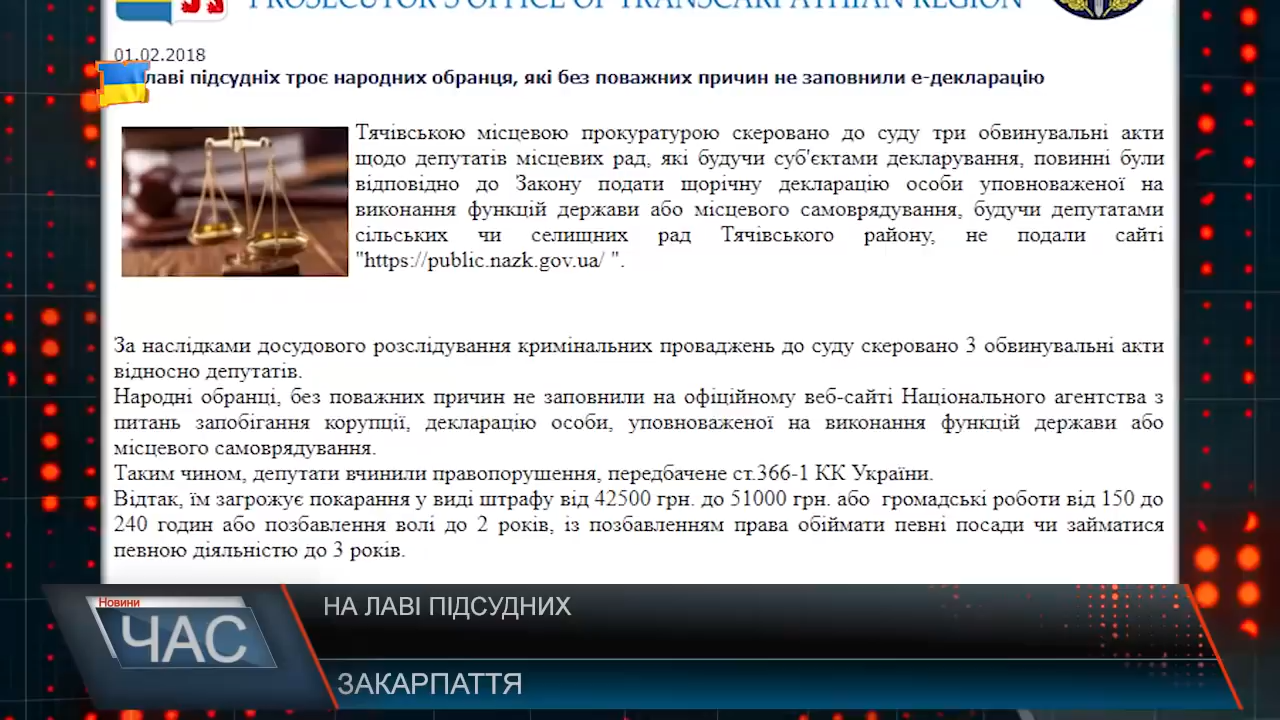 PROSECUTOR'S OFFICE OF TRANSCARPATHIAN REGION
01.02.2018
лаві підсудніх троє народних обранця, які без поважних причин не заповнили е-декларацію
Тячівською місцевою прокуратурою скеровано до суду три обвинувальні акти
щодо депутатів місцевих рад, які будучи суб'єктами декларування, повинні були
відповідно до Закону подати щорічну декларацію особи уповноваженої на
виконання функцій держави або місцевого самоврядування, будучи депутатами
сільських чи селищних рад Тячівського району, не подали сайті
"https://public.nazk.gov.ua/ ".
За наслідками досудового розслідування кримінальних проваджень до суду скеровано 3 обвинувальні акти
відносно депутатів.
Народні обранці, без поважних причин не заповнили на офіційному веб-сайті Національного агентства з
питань запобігання корупції, декларацію особи, уповноваженої на виконання функцій держави або
місцевого самоврядування.
Таким чином, депутати вчинили правопорушення, передбачене ст.366-1 КК України.
Відтак, їм загрожує покарання у виді штрафу від 42500 грн. до 51000 грн. або громадські роботи від 150 до
240 годин або позбавлення волі до 2 років, із позбавленням права обіймати певні посади чи займатися
певною діяльністю до 3 років.
Новини
ЧАС
НА ЛАВІ ПІДСУДНИХ
ЗАКАРПАТТЯ